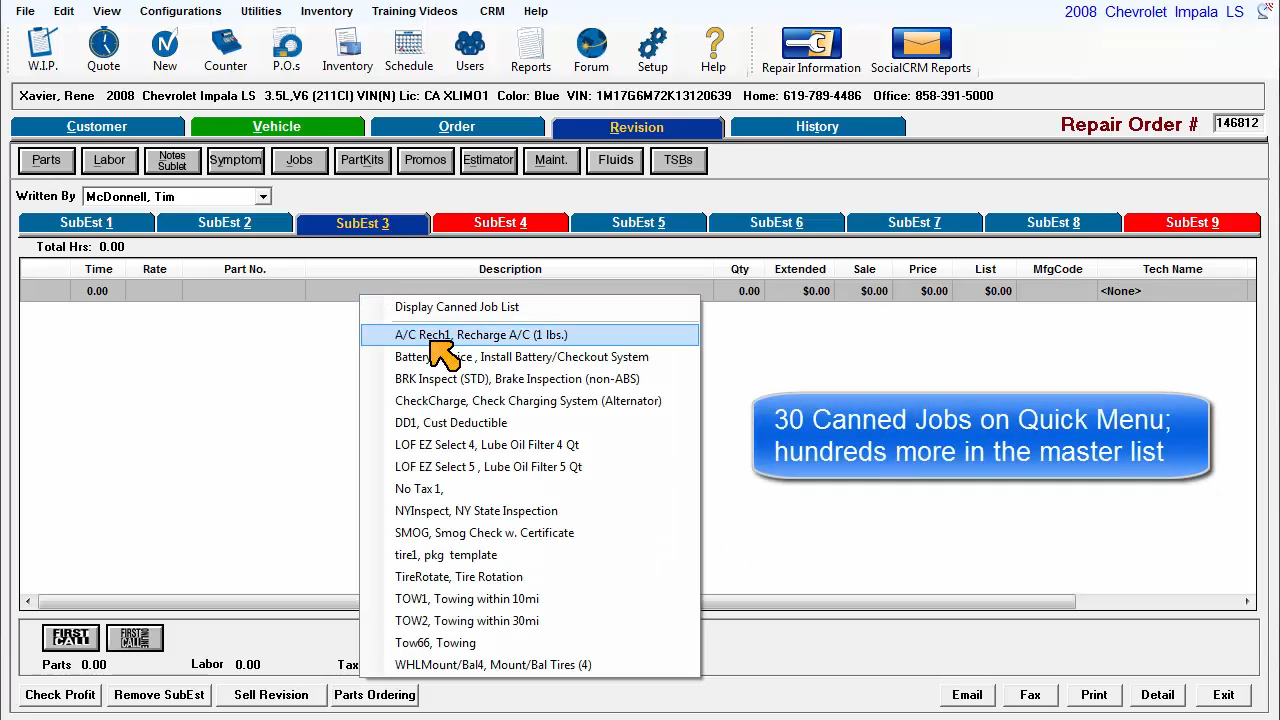 File Edit View Configurations Utilities Inventory Training Videos CRM Help 2008 Chevrolet Impala LS
W.I.P. Quote New Counter P.O.s Inventory Schedule Users Reports Forum Setup Help Repair Information SocialCRM Reports
Xavier, Rene 2008 Chevrolet Impala LS 3.5L,V6 (211CI) VIN(N) Lic: CA XLIMO1 Color: Blue VIN: 1M17G6M72K13120639 Home: 619-789-4486 Office: 858-391-5000
Customer Vehicle Order Revision History Repair Order # 146812
Parts Labor Notes Sublet Symptom Jobs PartKits Promos Estimator Maint. Fluids TSBs
Written By McDonnell, Tim
SubEst 1 SubEst 2 SubEst 3 SubEst 4 SubEst 5 SubEst 6 SubEst 7 SubEst 8 SubEst 9
Total Hrs: 0.00
Time Rate Part No. Description Qty Extended Sale Price List MfgCode Tech Name
0.00 0.00 $0.00 $0.00 $0.00 $0.00 <None>
Display Canned Job List
A/C Rech1, Recharge A/C (1 lbs.)
Install Battery/Checkout System
BRK Inspect (STD), Brake Inspection (non-ABS)
CheckCharge, Check Charging System (Alternator)
DD1, Cust Deductible
LOF EZ Select 4, Lube Oil Filter 4 Qt
LOF EZ Select 5 , Lube Oil Filter 5 Qt
No Tax 1,
NYInspect, NY State Inspection
SMOG, Smog Check w. Certificate
tire1, pkg template
TireRotate, Tire Rotation
TOW1, Towing within 10mi
TOW2, Towing within 30mi
Tow66, Towing
WHLMount/Bal4, Mount/Bal Tires (4)
30 Canned Jobs on Quick Menu;
hundreds more in the master list
FIRST CALL FIRST CALL
Parts 0.00 Labor 0.00 Tax
Check Profit Remove SubEst Sell Revision Parts Ordering Email Fax Print Detail Exit